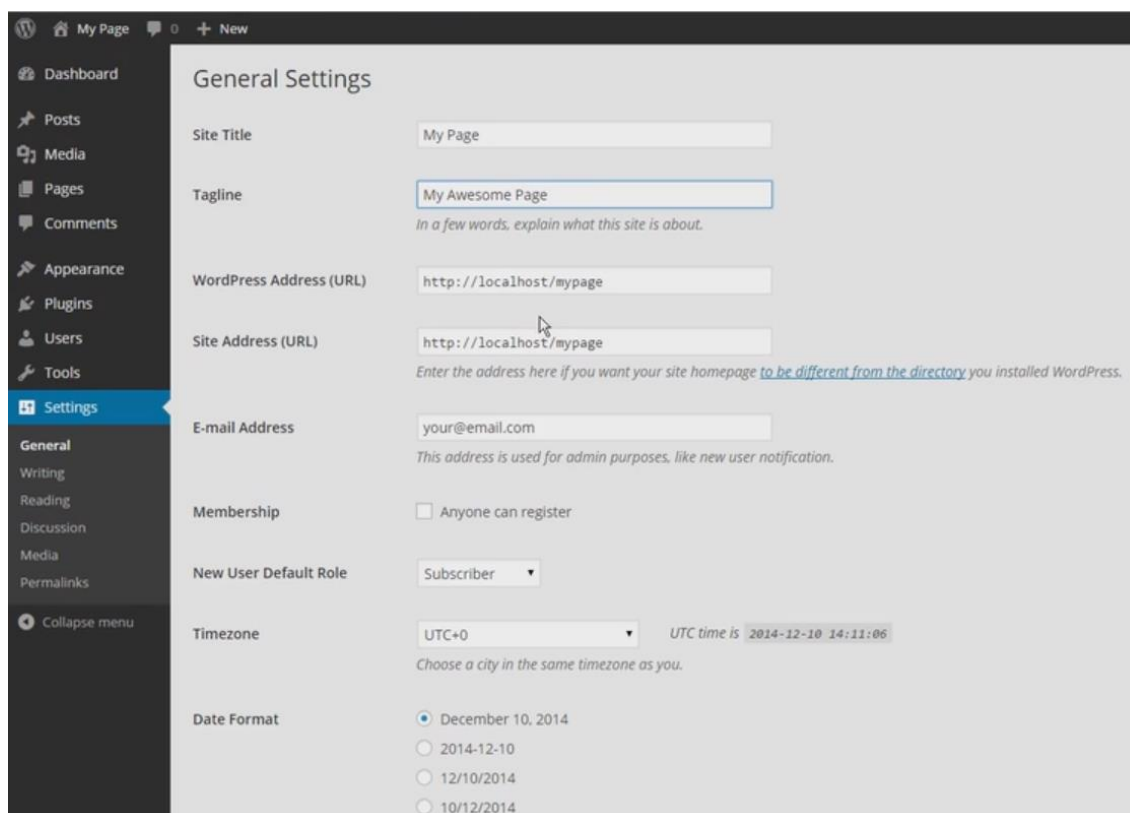 My Page 0 + New
Dashboard
Posts
Media
Pages
Comments
Appearance
Plugins
Users
Tools
Settings
General
Writing
Reading
Discussion
Media
Permalinks
Collapse menu
General Settings
Site Title My Page
Tagline My Awesome Page
In a few words, explain what this site is about.
WordPress Address (URL) http://localhost/mypage
Site Address (URL) http://localhost/mypage
Enter the address here if you want your site homepage to be different from the directory you installed WordPress.
E-mail Address your@email.com
This address is used for admin purposes, like new user notification.
Membership Anyone can register
New User Default Role Subscriber
Timezone UTC+0 UTC time is 2014-12-10 14:11:06
Choose a city in the same timezone as you.
Date Format December 10, 2014
2014-12-10
12/10/2014
10/12/2014